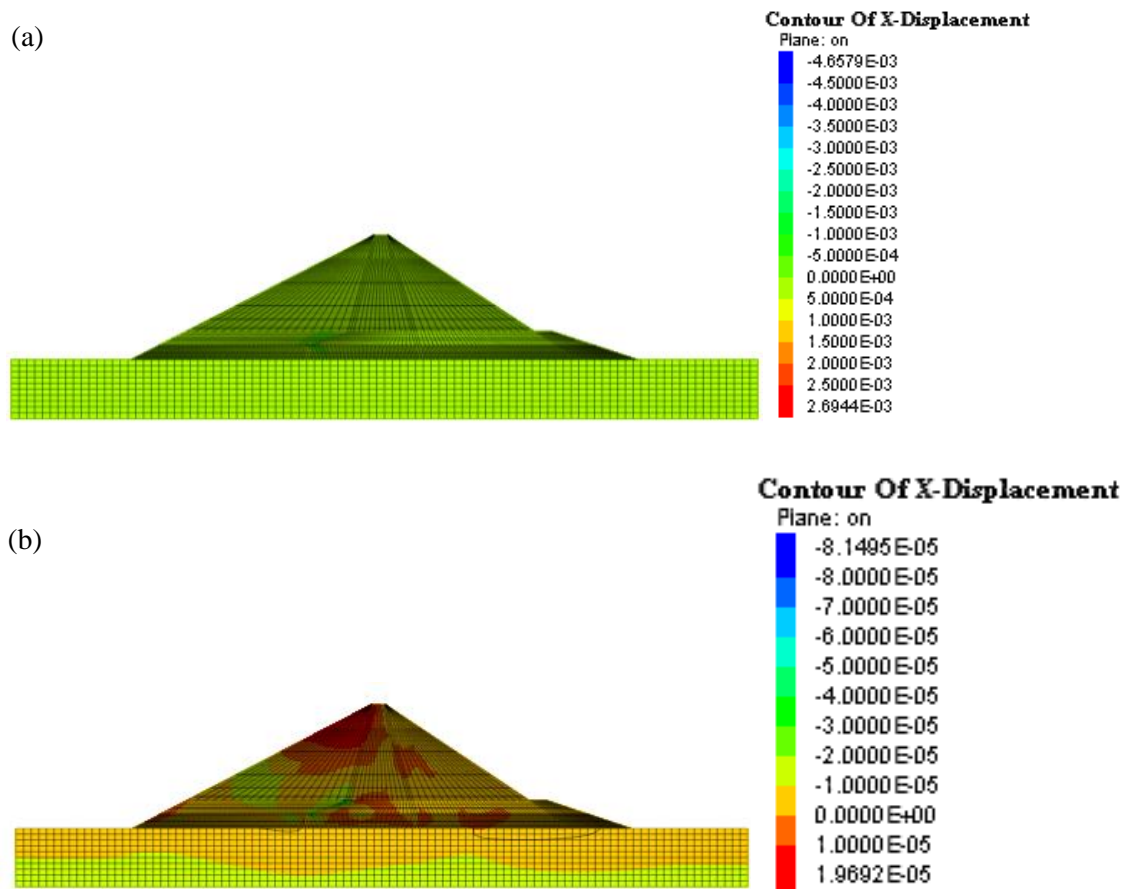 (a)
Contour Of X-Displacement
Plane: on
-4.6579E-03
-4.5000E-03
-4.0000E-03
-3.5000E-03
-3.0000E-03
-2.5000E-03
-2.0000E-03
-1.5000E-03
-1.0000E-03
-5.0000E-04
0.0000E+00
5.0000E-04
1.0000E-03
1.5000E-03
2.0000E-03
2.5000E-03
2.6944E-03
(b)
Contour Of X-Displacement
Plane: on
-8.1495E-05
-8.0000E-05
-7.0000E-05
-6.0000E-05
-5.0000E-05
-4.0000E-05
-3.0000E-05
-2.0000E-05
-1.0000E-05
0.0000E+00
1.0000E-05
1.9692E-05